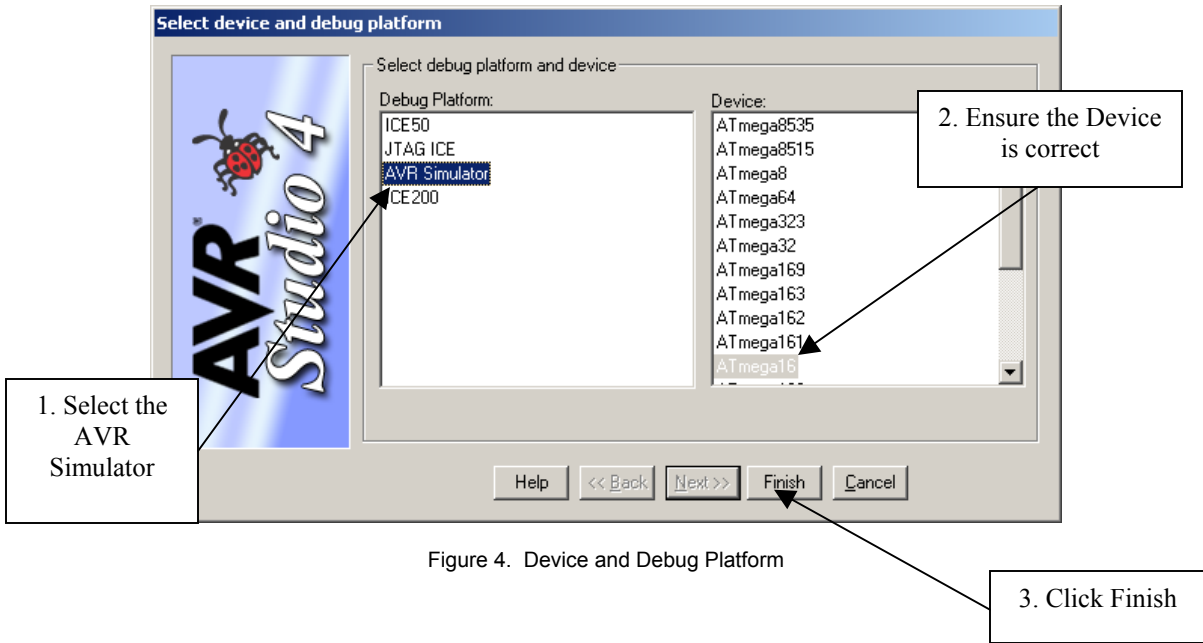 Select device and debug platform
Select debug platform and device
Debug Platform:
ICE50
JTAG ICE
AVR Simulator
ICE200
Device:
ATmega8535
ATmega8515
ATmega8
ATmega64
ATmega323
ATmega32
ATmega169
ATmega163
ATmega162
ATmega161
ATmega16
AVR®
Studio 4
1. Select the
AVR
Simulator
2. Ensure the Device
is correct
Help
<< Back
Next >>
Finish
Cancel
3. Click Finish
Figure 4. Device and Debug Platform